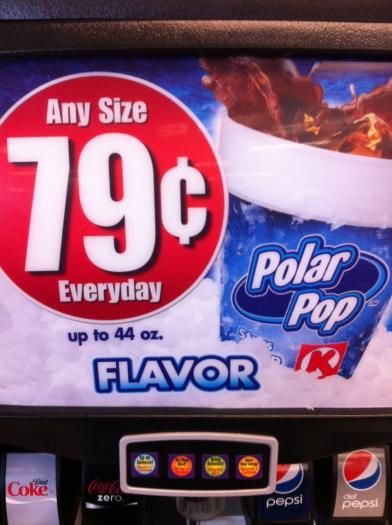 Any Size
79¢
Everyday
up to 44 oz.
Polar
Pop
K
FLAVOR
Diet
Coke
Coca-Cola
zero
pepsi
diet
pepsi